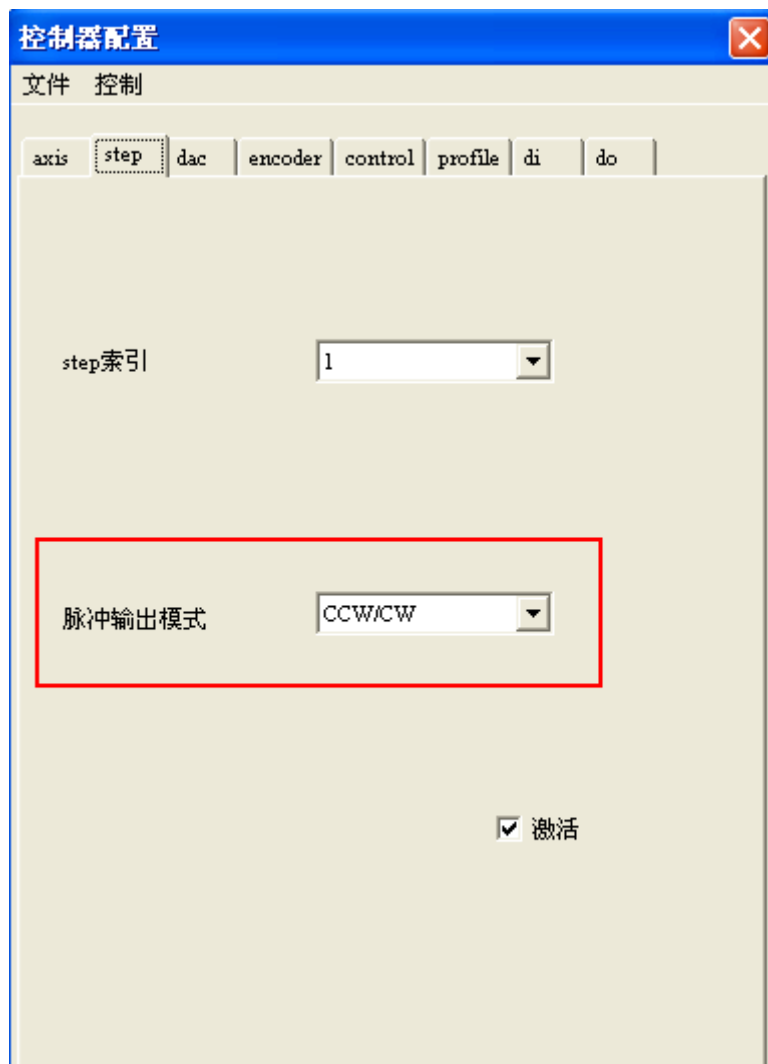 控制器配置
文件 控制
axis step dac encoder control profile di do
step索引 1
脉冲输出模式 CCW/CW
激活